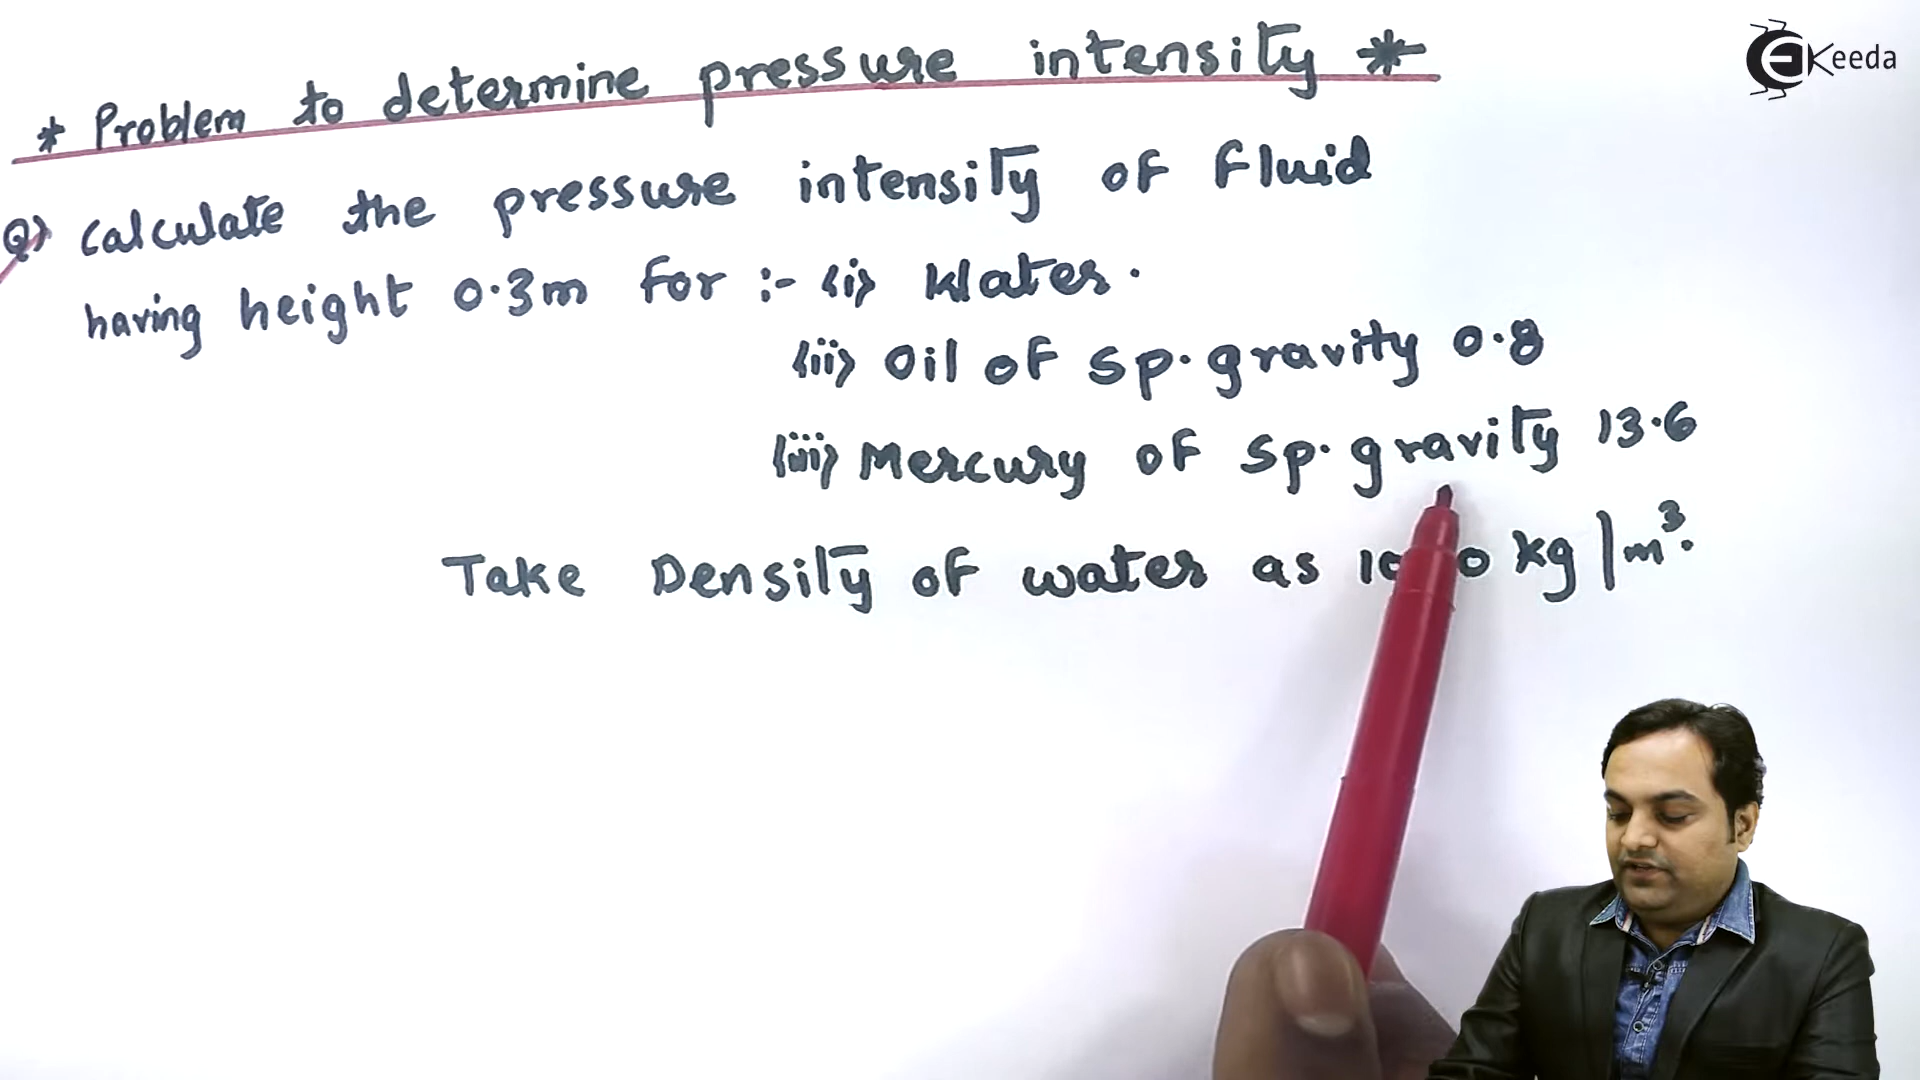 EKeeda
* Problem to determine pressure intensity *
Q) Calculate the pressure intensity of fluid
having height 0.3m for :- (i) Water.
(ii) Oil of sp. gravity 0.8
(iii) Mercury of sp. gravity 13.6
Take Density of water as kg/m³.